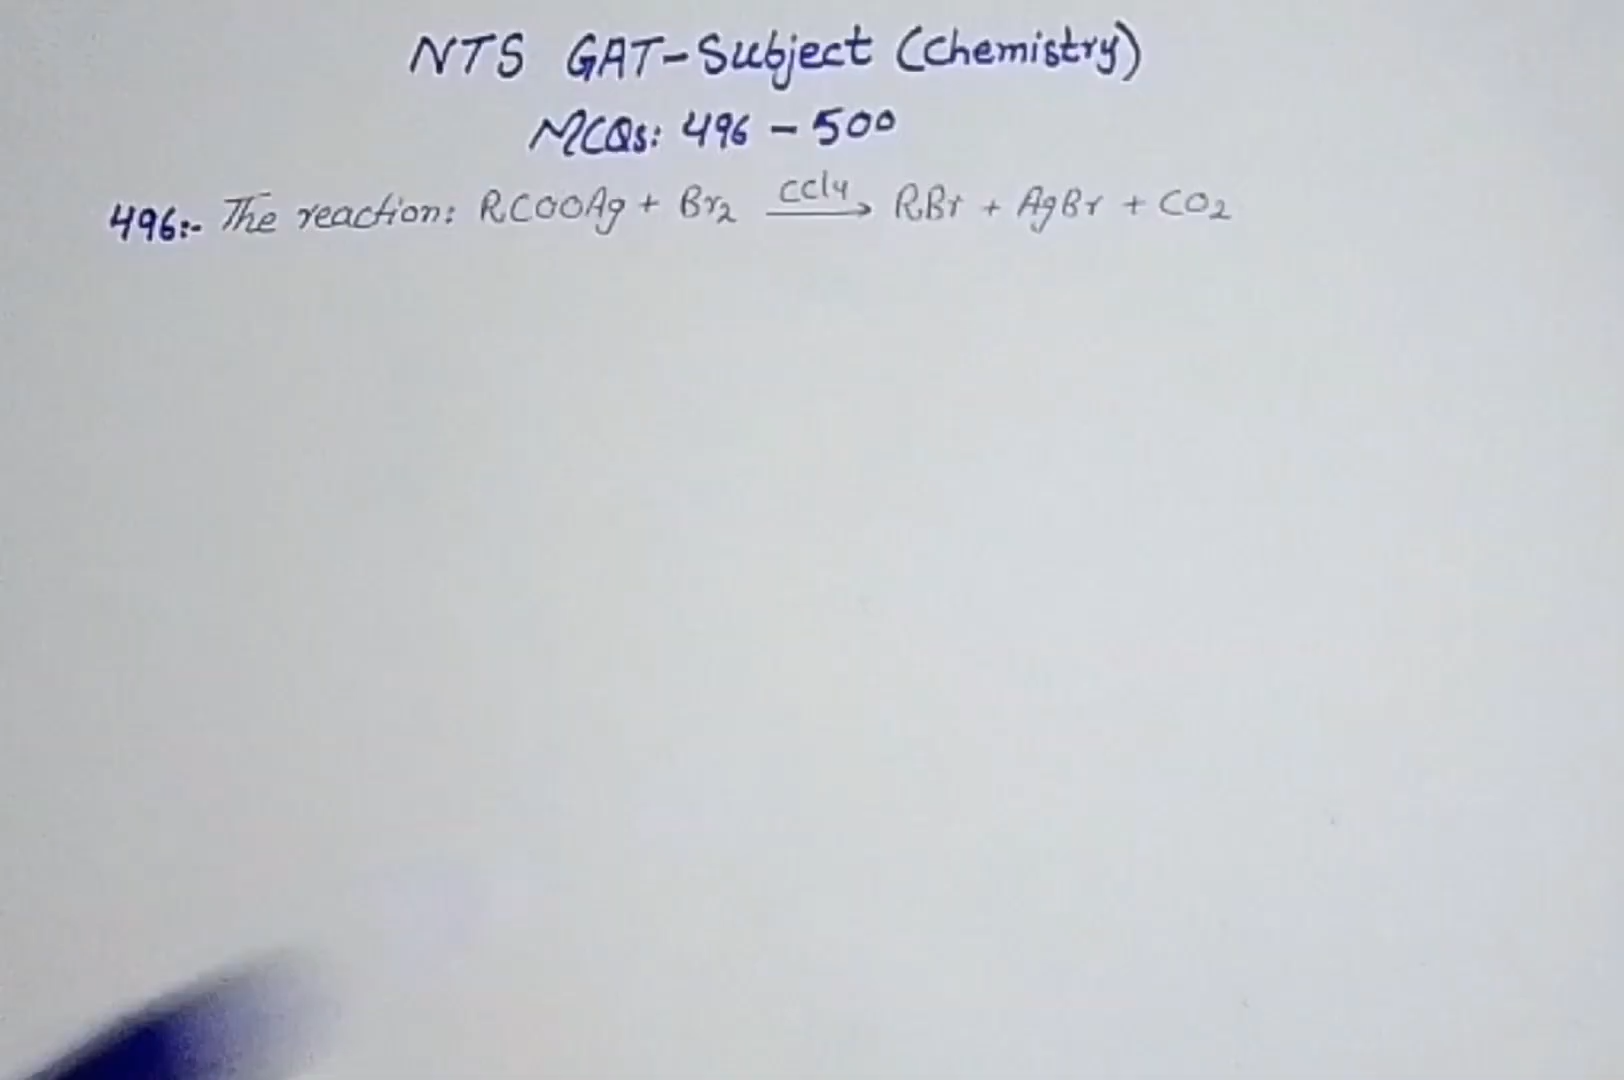 NTS GAT-Subject (Chemistry)
MCQs: 496 - 500
496:- The reaction: RCOOAg + Br₂ CCl4→ RBr + AgBr + CO₂